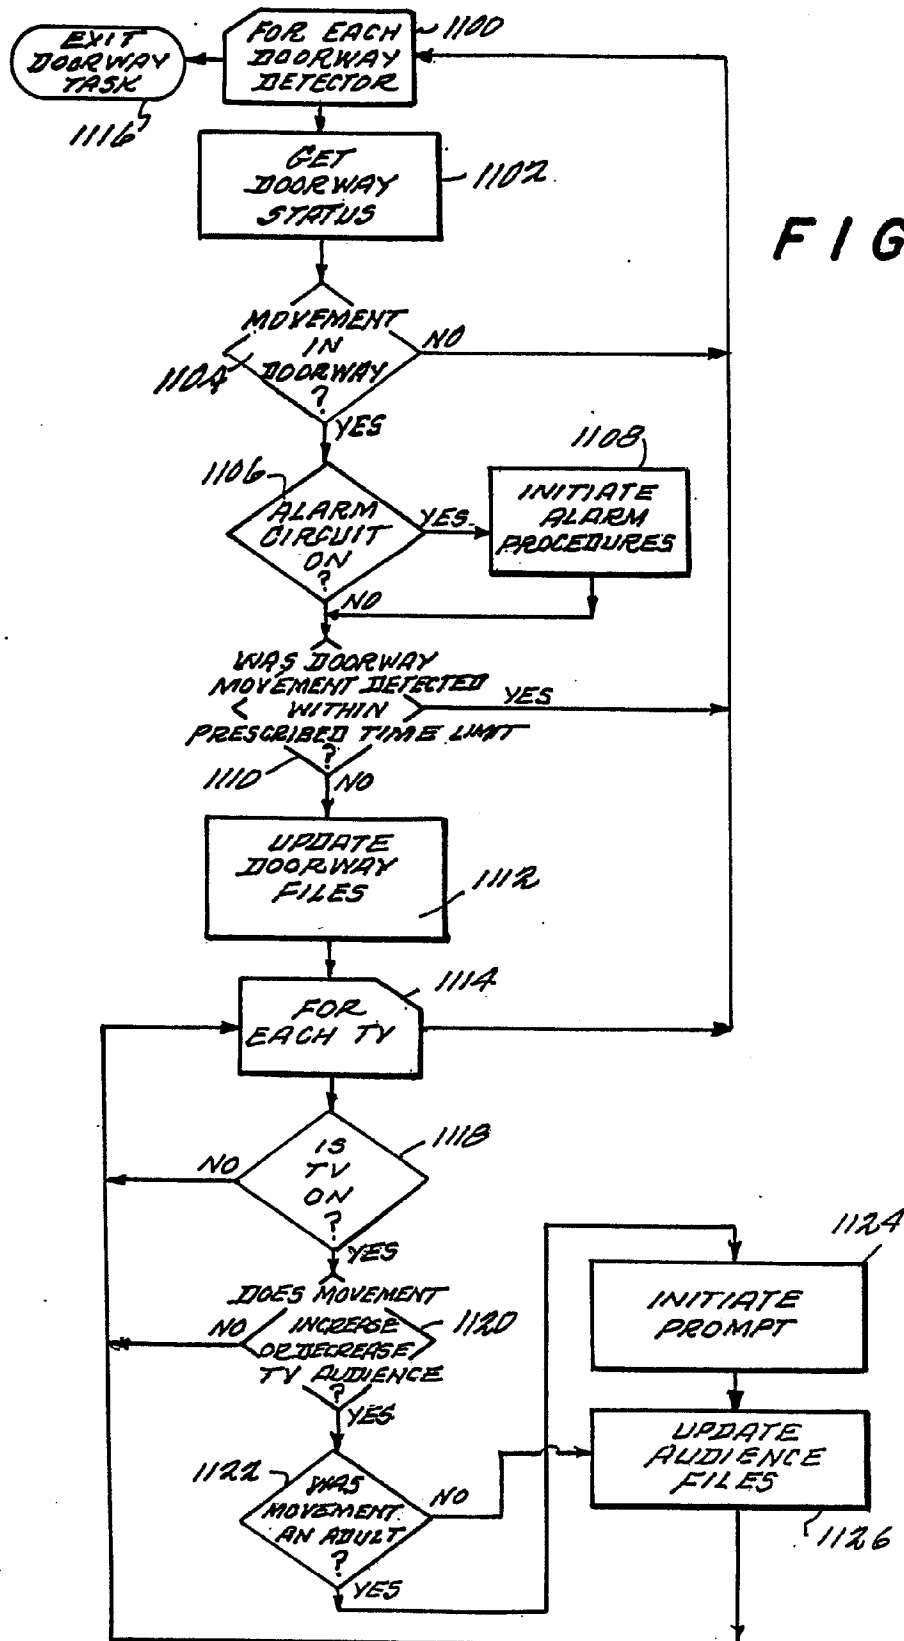 EXIT
DOORWAY
TASK
1116
FOR EACH
DOORWAY
DETECTOR
1100
GET
DOORWAY
STATUS
1102
FIG
MOVEMENT
IN
DOORWAY
?
1104
NO
YES
1106
ALARM
CIRCUIT
ON
?
YES
NO
1108
INITIATE
ALARM
PROCEDURES
WAS DOORWAY
MOVEMENT DETECTED
WITHIN
PRESCRIBED TIME LIMIT
?
YES
1110
NO
UPDATE
DOORWAY
FILES
1112
1114
FOR
EACH TV
1118
IS
TV
ON
?
NO
YES
DOES MOVEMENT
INCREASE
OR DECREASE
TV AUDIENCE
?
1120
NO
YES
1122
WAS
MOVEMENT
AN ADULT
?
NO
YES
1124
INITIATE
PROMPT
UPDATE
AUDIENCE
FILES
1126